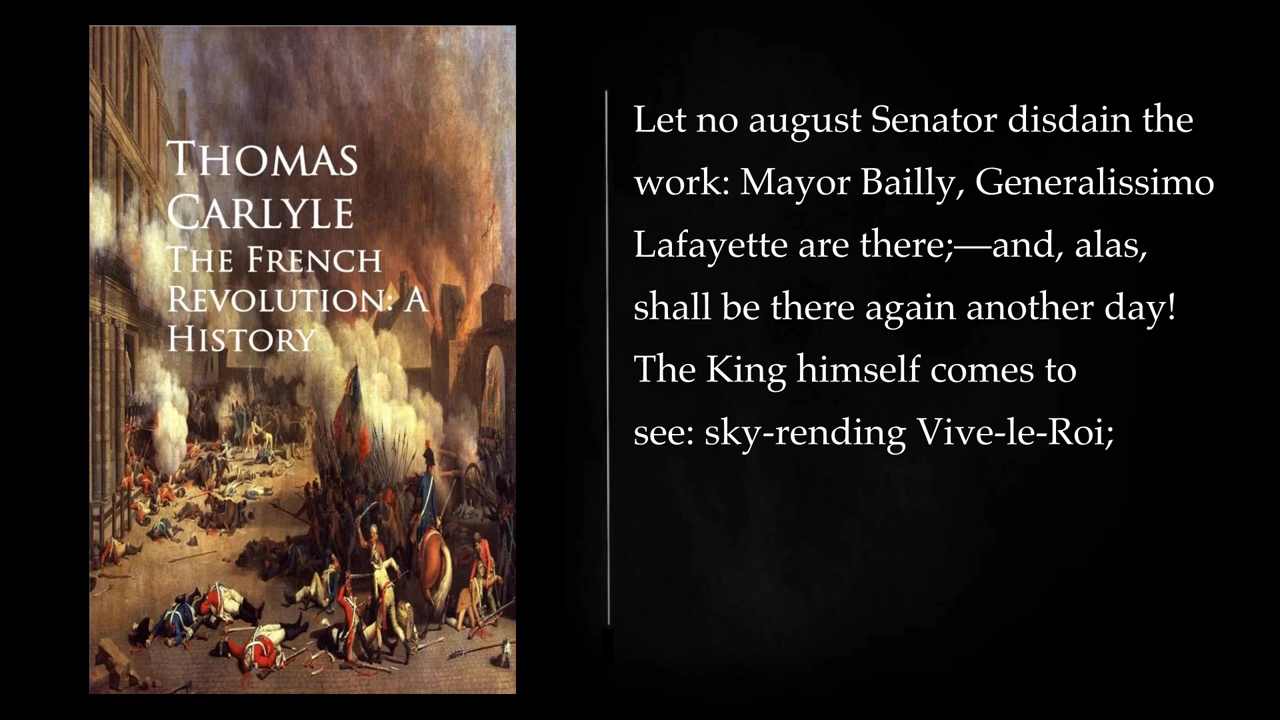 THOMAS
CARLYLE
THE FRENCH
REVOLUTION: A
HISTORY
Let no august Senator disdain the
work: Mayor Bailly, Generalissimo
Lafayette are there;—and, alas,
shall be there again another day!
The King himself comes to
see: sky-rending Vive-le-Roi;